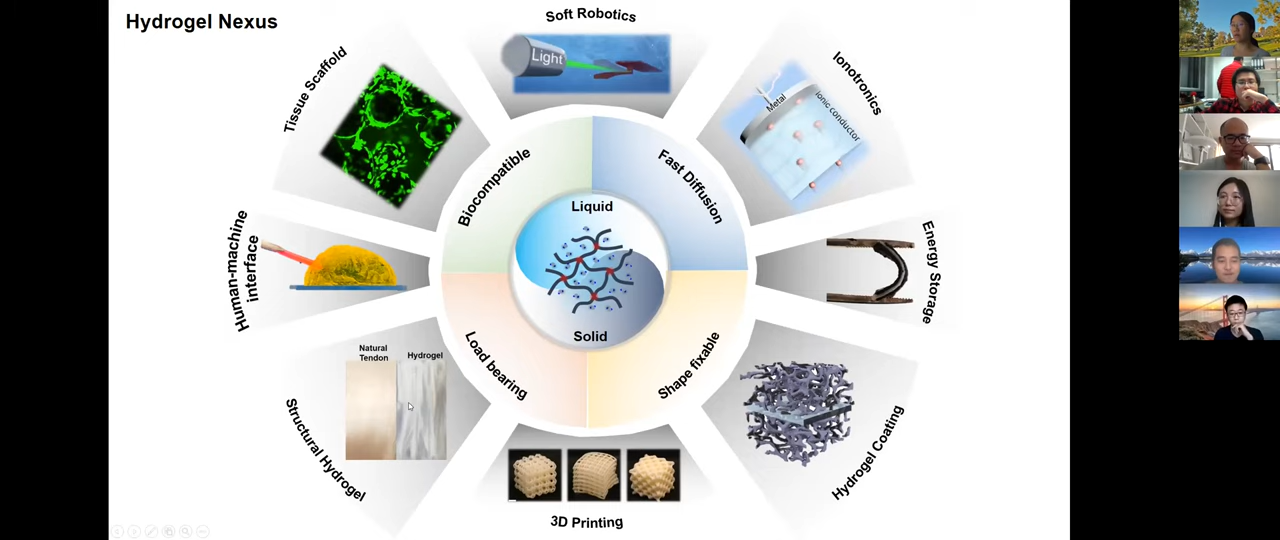 Hydrogel Nexus
Soft Robotics
Light
Tissue Scaffold
Ionotronics
Metal
ionic conductor
Biocompatible
Fast Diffusion
Liquid
Human-machine
interface
Energy Storage
Solid
Load bearing
Shape fixable
Natural
Tendon
Hydrogel
Structural Hydrogel
Hydrogel Coating
3D Printing